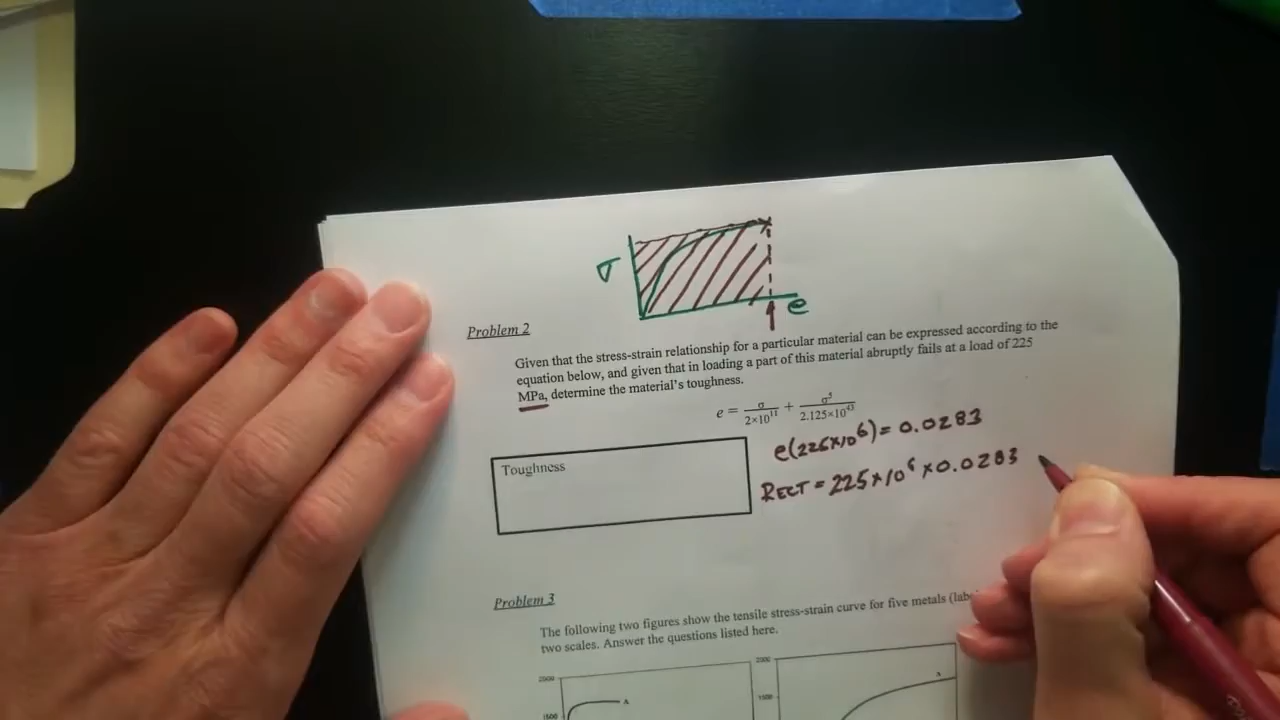 σ
e
Problem 2
Given that the stress-strain relationship for a particular material can be expressed according to the
equation below, and given that in loading a part of this material abruptly fails at a load of 225
MPa, determine the material's toughness.
e = σ/2×10¹¹ + σ⁵/2.125×10⁴³
e(225×10⁶) = 0.0283
Toughness
RECT = 225×10⁶ × 0.0283
Problem 3
The following two figures show the tensile stress-strain curve for five metals
two scales. Answer the questions listed here.
2000
2000
A
1500
1500